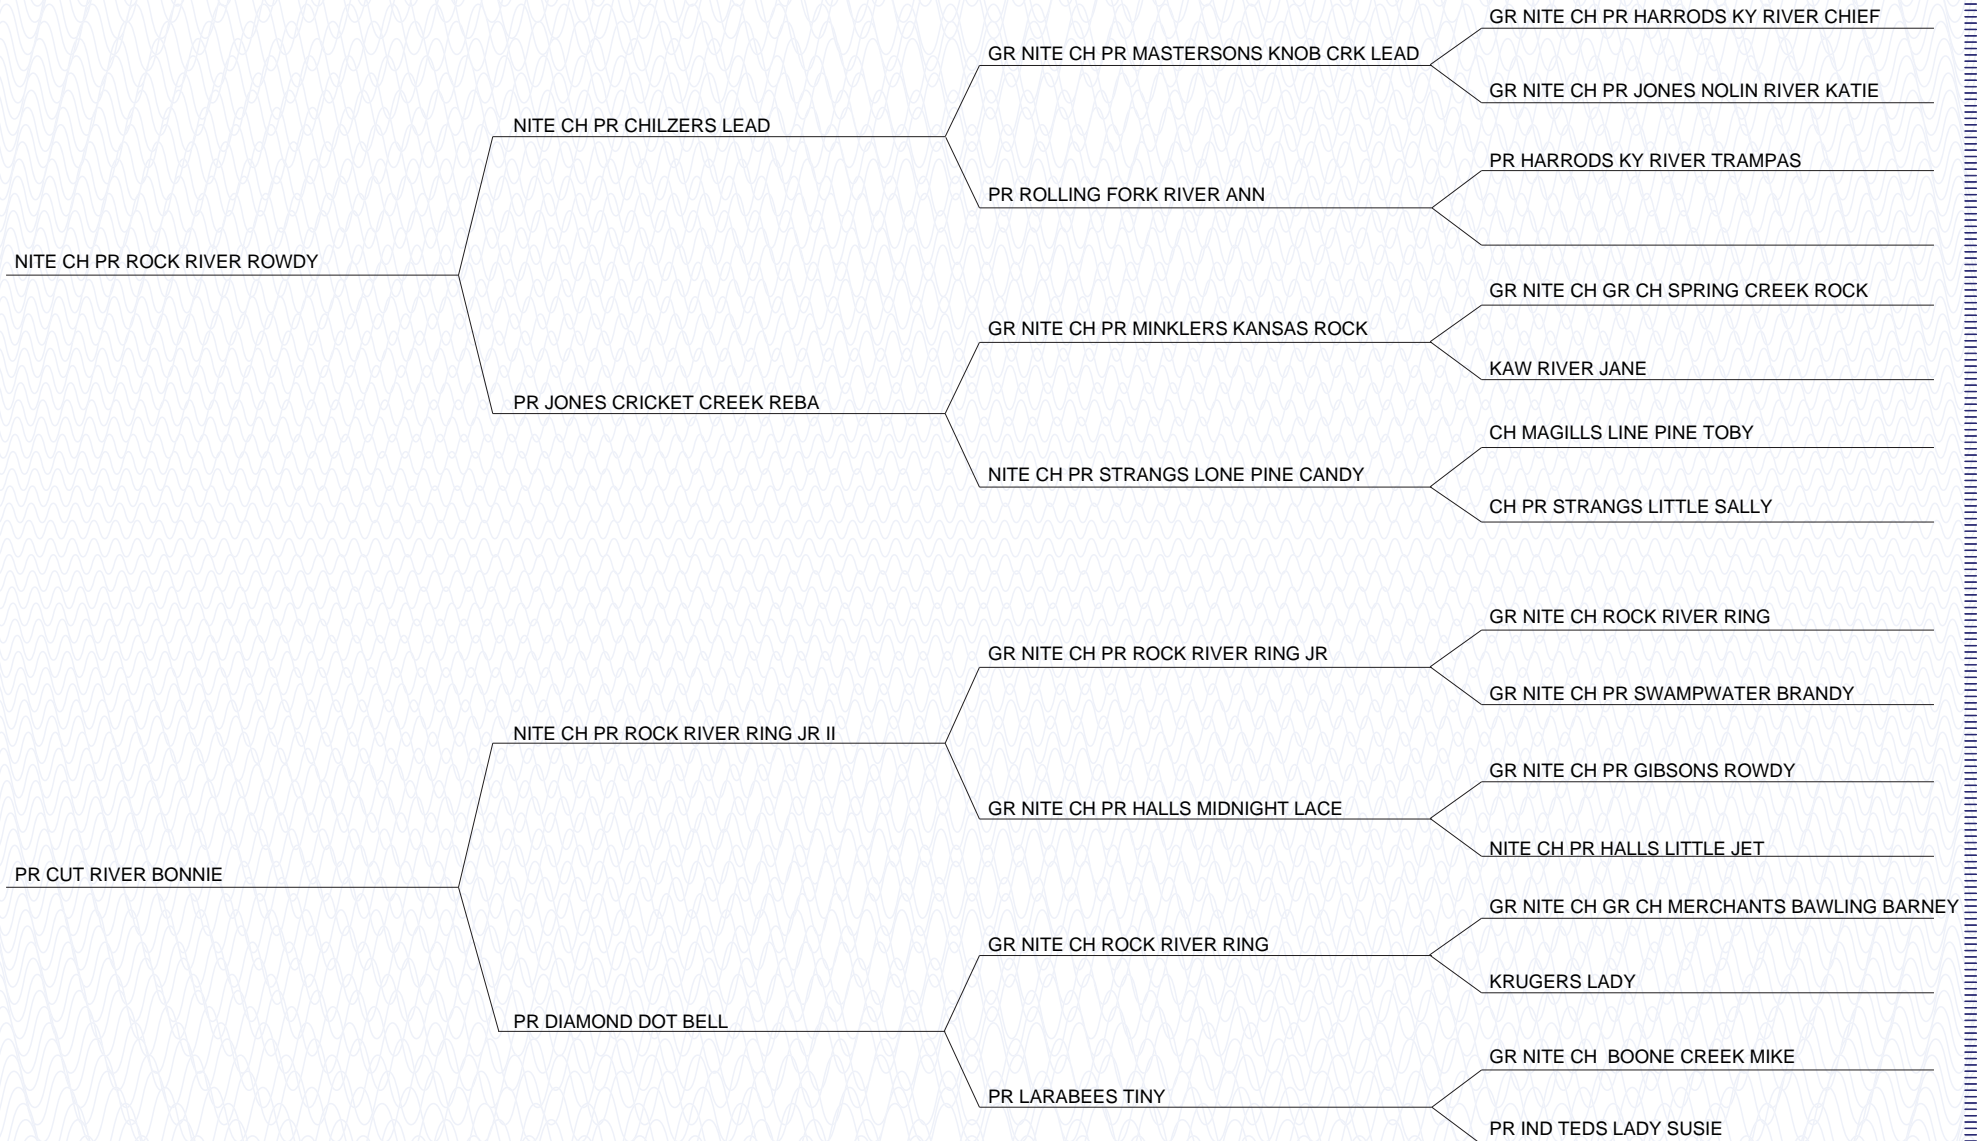 GR NITE CH PR HARRODS KY RIVER CHIEF
GR NITE CH PR MASTERSONS KNOB CRK LEAD
GR NITE CH PR JONES NOLIN RIVER KATIE
NITE CH PR CHILZERS LEAD
PR HARRODS KY RIVER TRAMPAS
PR ROLLING FORK RIVER ANN
NITE CH PR ROCK RIVER ROWDY
GR NITE CH GR CH SPRING CREEK ROCK
GR NITE CH PR MINKLERS KANSAS ROCK
KAW RIVER JANE
PR JONES CRICKET CREEK REBA
CH MAGILLS LINE PINE TOBY
NITE CH PR STRANGS LONE PINE CANDY
CH PR STRANGS LITTLE SALLY
GR NITE CH ROCK RIVER RING
GR NITE CH PR ROCK RIVER RING JR
GR NITE CH PR SWAMPWATER BRANDY
NITE CH PR ROCK RIVER RING JR II
GR NITE CH PR GIBSONS ROWDY
GR NITE CH PR HALLS MIDNIGHT LACE
NITE CH PR HALLS LITTLE JET
PR CUT RIVER BONNIE
GR NITE CH GR CH MERCHANTS BAWLING BARNEY
GR NITE CH ROCK RIVER RING
KRUGERS LADY
PR DIAMOND DOT BELL
GR NITE CH  BOONE CREEK MIKE
PR LARABEES TINY
PR IND TEDS LADY SUSIE